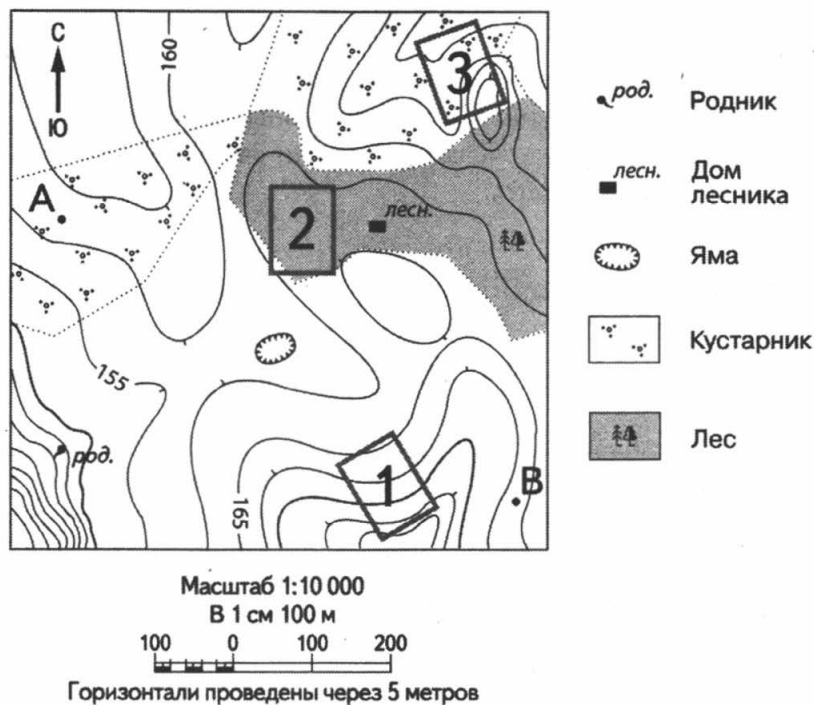 С
Ю
160
А
3
2
лесн.
155
род.
1
165
В
род. Родник
лесн. Дом
лесника
Яма
Кустарник
Лес
Масштаб 1:10 000
В 1 см 100 м
100 0 100 200
Горизонтали проведены через 5 метров